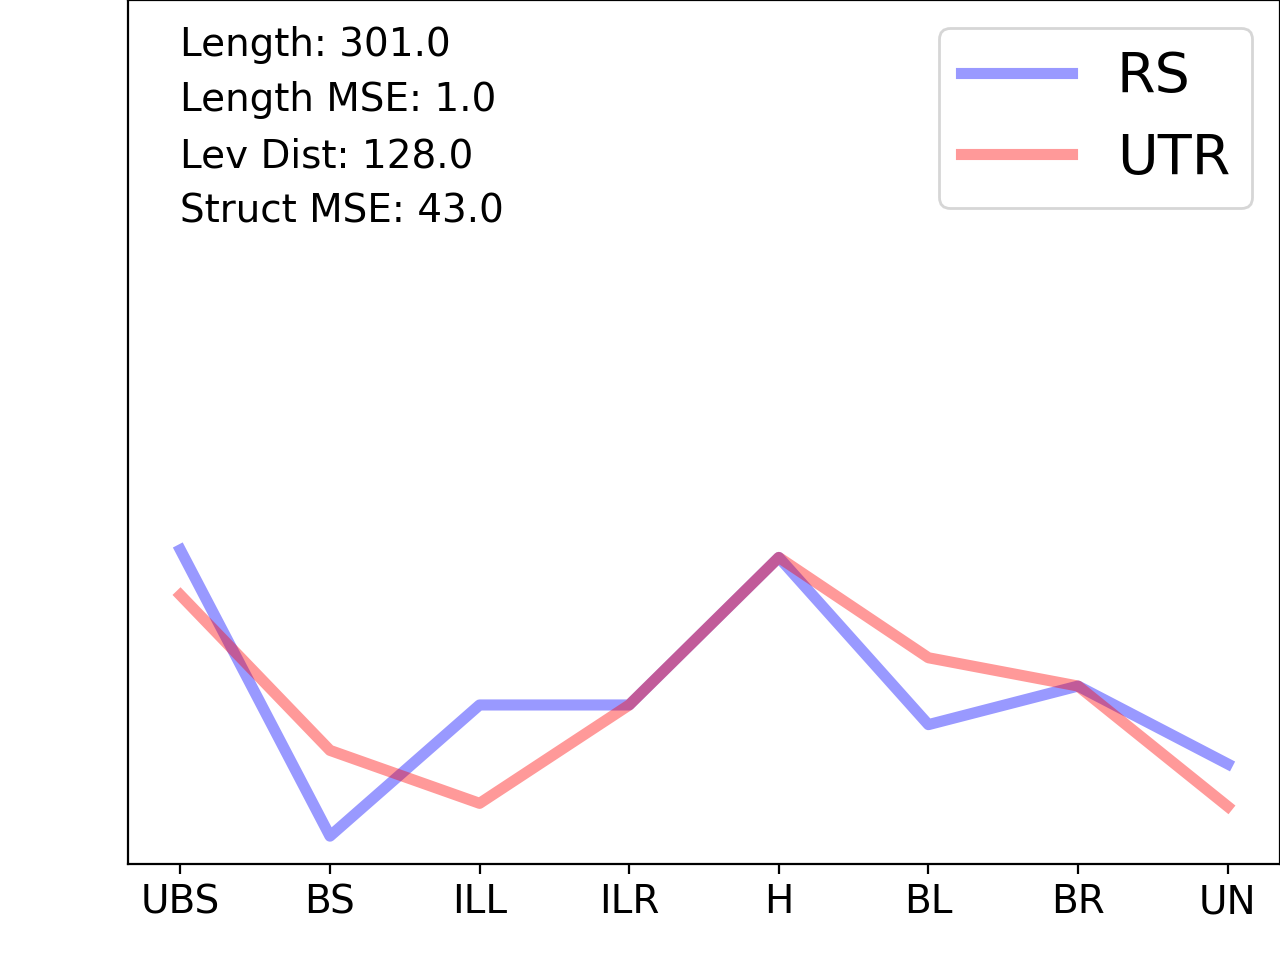 Length: 301.0
Length MSE: 1.0
Lev Dist: 128.0
Struct MSE: 43.0
RS
UTR
UBS BS ILL ILR H BL BR UN